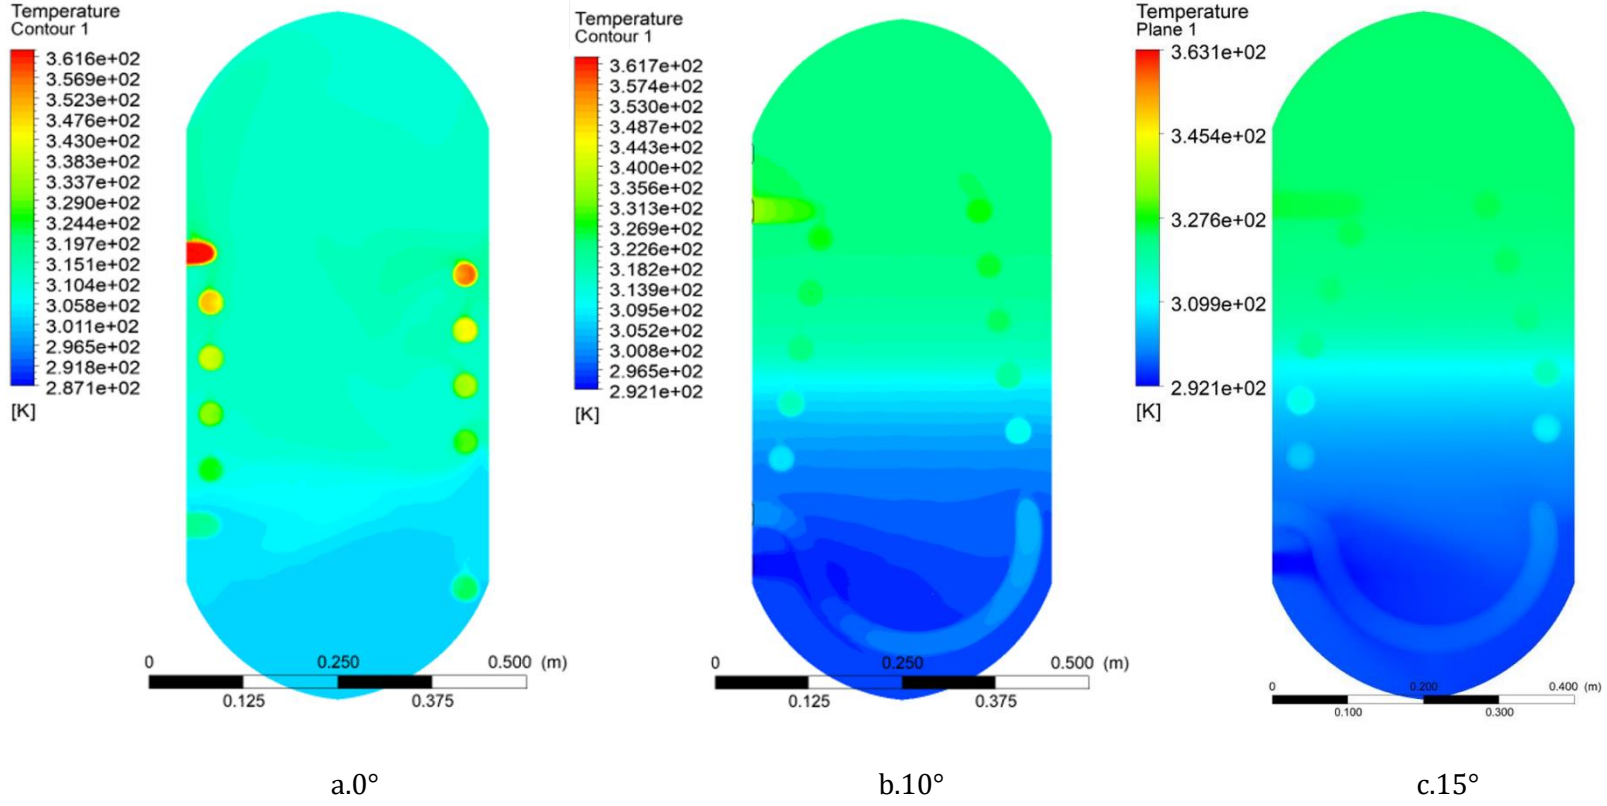 Temperature
Contour 1
3.616e+02
3.569e+02
3.523e+02
3.476e+02
3.430e+02
3.383e+02
3.337e+02
3.290e+02
3.244e+02
3.197e+02
3.151e+02
3.104e+02
3.058e+02
3.011e+02
2.965e+02
2.918e+02
2.871e+02
[K]
0 0.250 0.500 (m)
0.125 0.375
a.0°
Temperature
Contour 1
3.617e+02
3.574e+02
3.530e+02
3.487e+02
3.443e+02
3.400e+02
3.356e+02
3.313e+02
3.269e+02
3.226e+02
3.182e+02
3.139e+02
3.095e+02
3.052e+02
3.008e+02
2.965e+02
2.921e+02
[K]
0 0.250 0.500 (m)
0.125 0.375
b.10°
Temperature
Plane 1
3.631e+02
3.454e+02
3.276e+02
3.099e+02
2.921e+02
[K]
0 0.200 0.400 (m)
0.100 0.300
c.15°